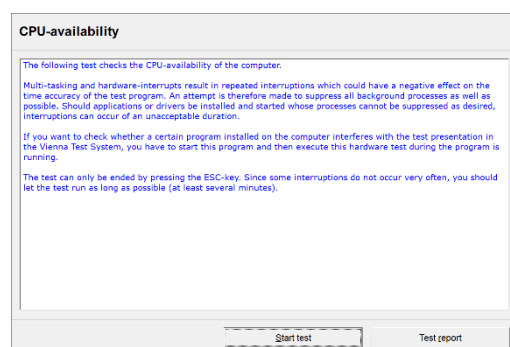 CPU-availability
The following test checks the CPU-availability of the computer.
Multi-tasking and hardware-interrupts result in repeated interruptions which could have a negative effect on the
time accuracy of the test program. An attempt is therefore made to suppress all background processes as well as
possible. Should applications or drivers be installed and started whose processes cannot be suppressed as desired,
interruptions can occur of an unacceptable duration.
If you want to check whether a certain program installed on the computer interferes with the test presentation in
the Vienna Test System, you have to start this program and then execute this hardware test during the program is
running.
The test can only be ended by pressing the ESC-key. Since some interruptions do not occur very often, you should
let the test run as long as possible (at least several minutes).
Start test
Test report